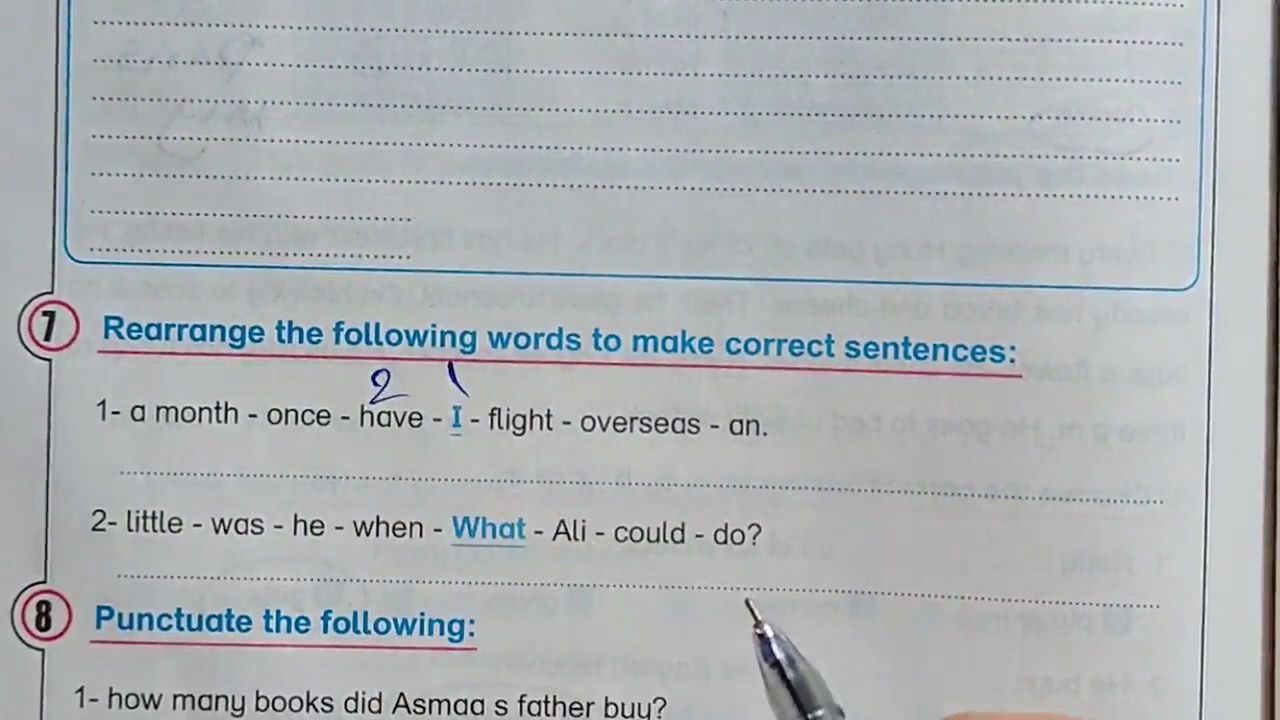 7 Rearrange the following words to make correct sentences:
2 1
1- a month - once - have - I - flight - overseas - an.
2- little - was - he - when - What - Ali - could - do?
8 Punctuate the following:
1- how many books did Asmaa s father buy?